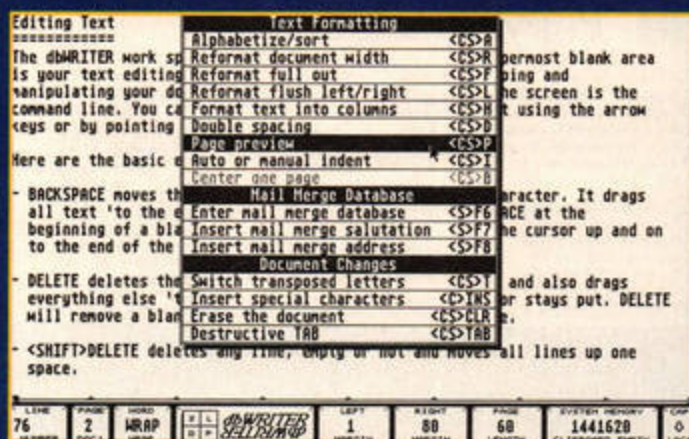 Editing Text
============
The dbWRITER work sp
is your text editing
manipulating your do
command line. You ca
keys or by pointing
Here are the basic e
- BACKSPACE moves th
all text 'to the e
beginning of a bla
to the end of the
- DELETE deletes the
everything else 't
will remove a blan
- <SHIFT>DELETE deletes any line, empty or not and moves all lines up one
space.
Text Formatting
Alphabetize/sort <CS>A
Reformat document width <CS>R
Reformat full out <CS>F
Reformat flush left/right <CS>L
Format text into columns <CS>H
Double spacing <CS>D
Page preview <CS>P
Auto or manual indent <CS>I
Center one page <CS>B
Mail Merge Database
Enter mail merge database <S>F6
Insert mail merge salutation <S>F7
Insert mail merge address <S>F8
Document Changes
Switch transposed letters <CS>T
Insert special characters <C>INS
Erase the document <CS>CLR
Destructive TAB <CS>TAB
permost blank area
ping and
he screen is the
t using the arrow
aracter. It drags
ACE at the
he cursor up and on
and also drags
or stays put. DELETE
e.
LINE PAGE WORD LEFT RIGHT PAGE SYSTEM MEMORY CAP
76 2 WRAP dbWRITER 1 80 60 1441620